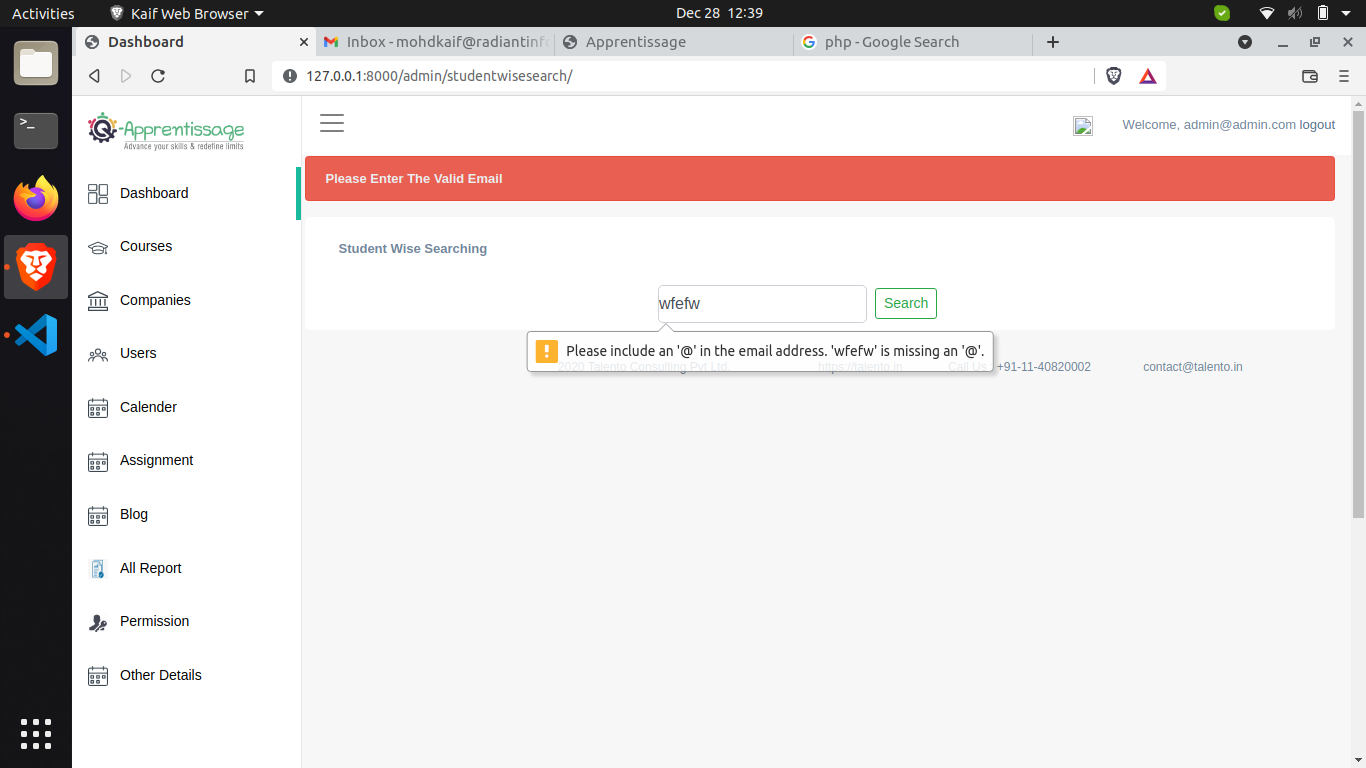 Activities Kaif Web Browser Dec 28 12:39
Dashboard Inbox - mohdkaif@radiantinf Apprentissage php - Google Search
127.0.0.1:8000/admin/studentwisesearch/
Q-Apprentissage
Advance your skills & redefine limits
Welcome, admin@admin.com logout
Please Enter The Valid Email
Dashboard
Courses
Companies
Users
Calender
Assignment
Blog
All Report
Permission
Other Details
Student Wise Searching
wfefw Search
Please include an '@' in the email address. 'wfefw' is missing an '@'.
2020 Talento Consulting Pvt Ltd. https://talento.in Call Us +91-11-40820002 contact@talento.in